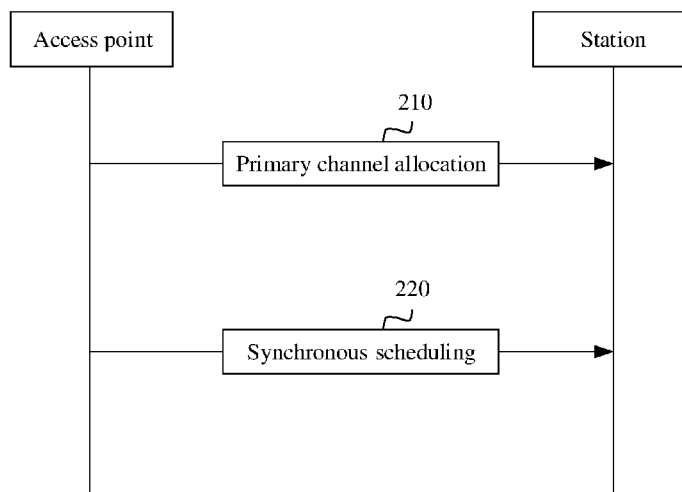 Access point
Station
210
Primary channel allocation
220
Synchronous scheduling